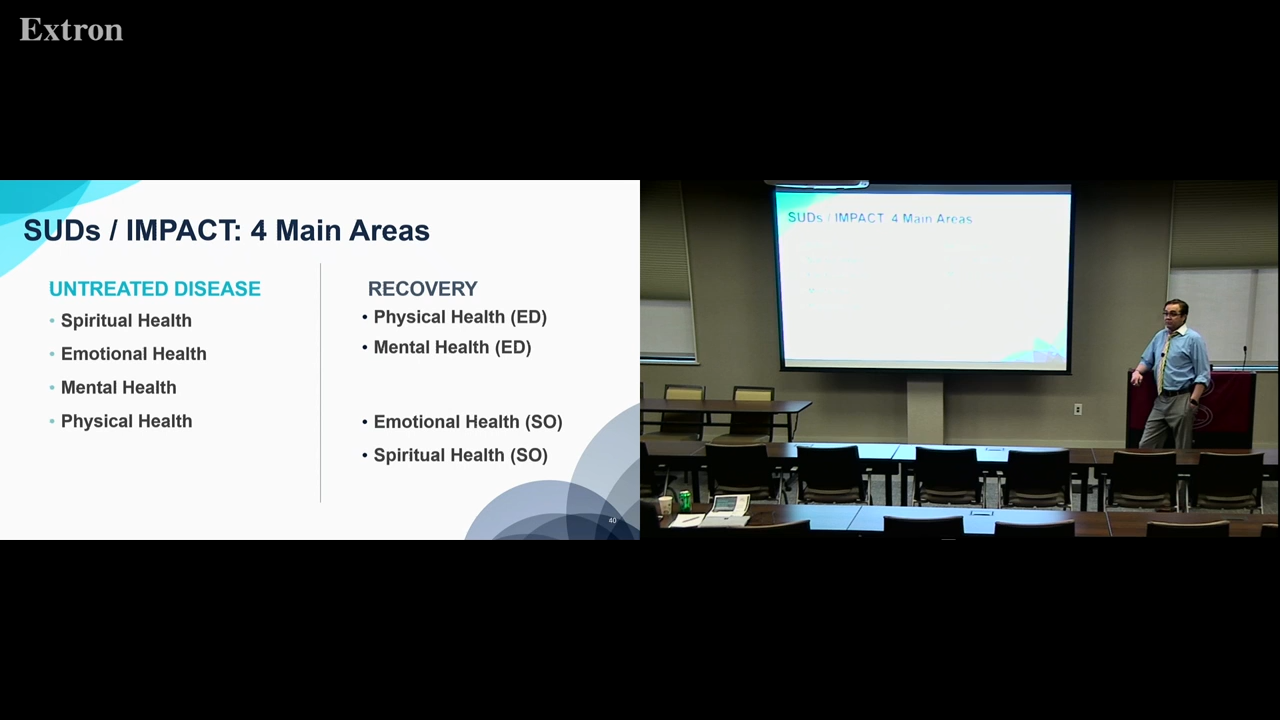 Extron
SUDs / IMPACT: 4 Main Areas
UNTREATED DISEASE
• Spiritual Health
• Emotional Health
• Mental Health
• Physical Health
RECOVERY
• Physical Health (ED)
• Mental Health (ED)
• Emotional Health (SO)
• Spiritual Health (SO)
40
SUDs / IMPACT 4 Main Areas